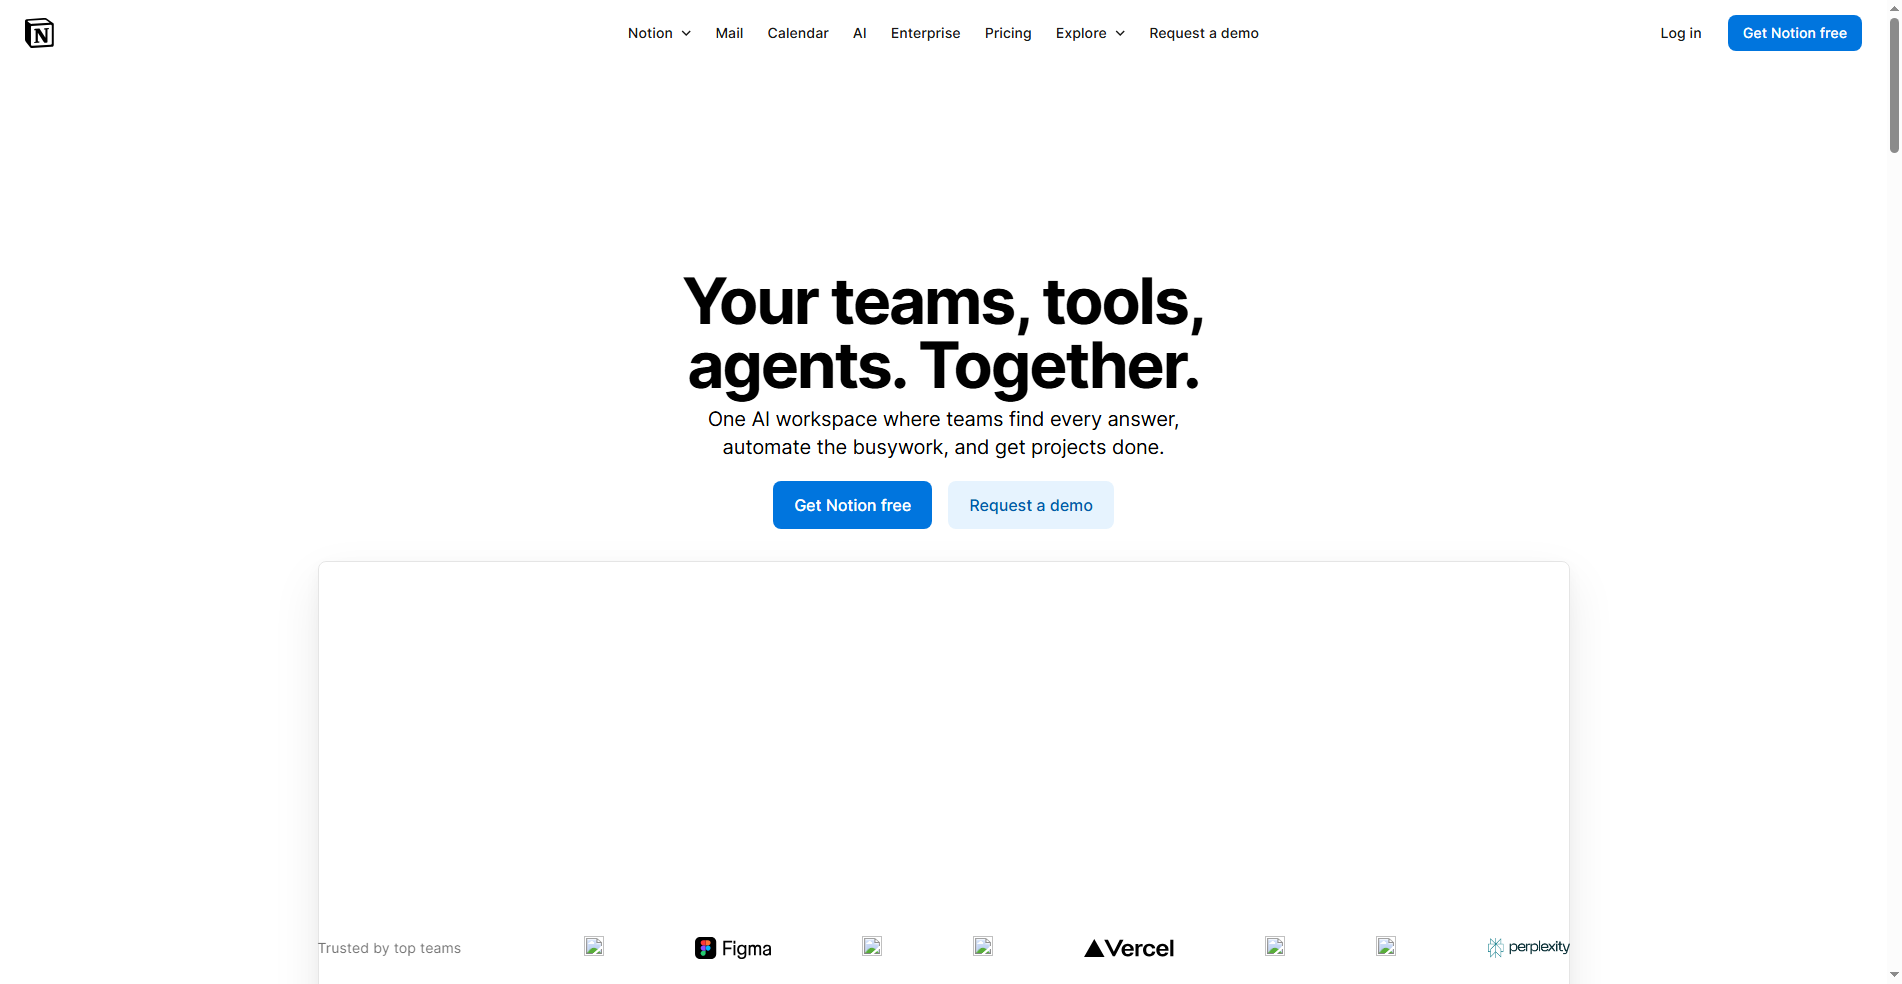 N
Notion
Mail
Calendar
AI
Enterprise
Pricing
Explore
Request a demo
Log in
Get Notion free
Your teams, tools,
agents. Together.
One AI workspace where teams find every answer,
automate the busywork, and get projects done.
Get Notion free
Request a demo
Trusted by top teams
Figma
Vercel
perplexity